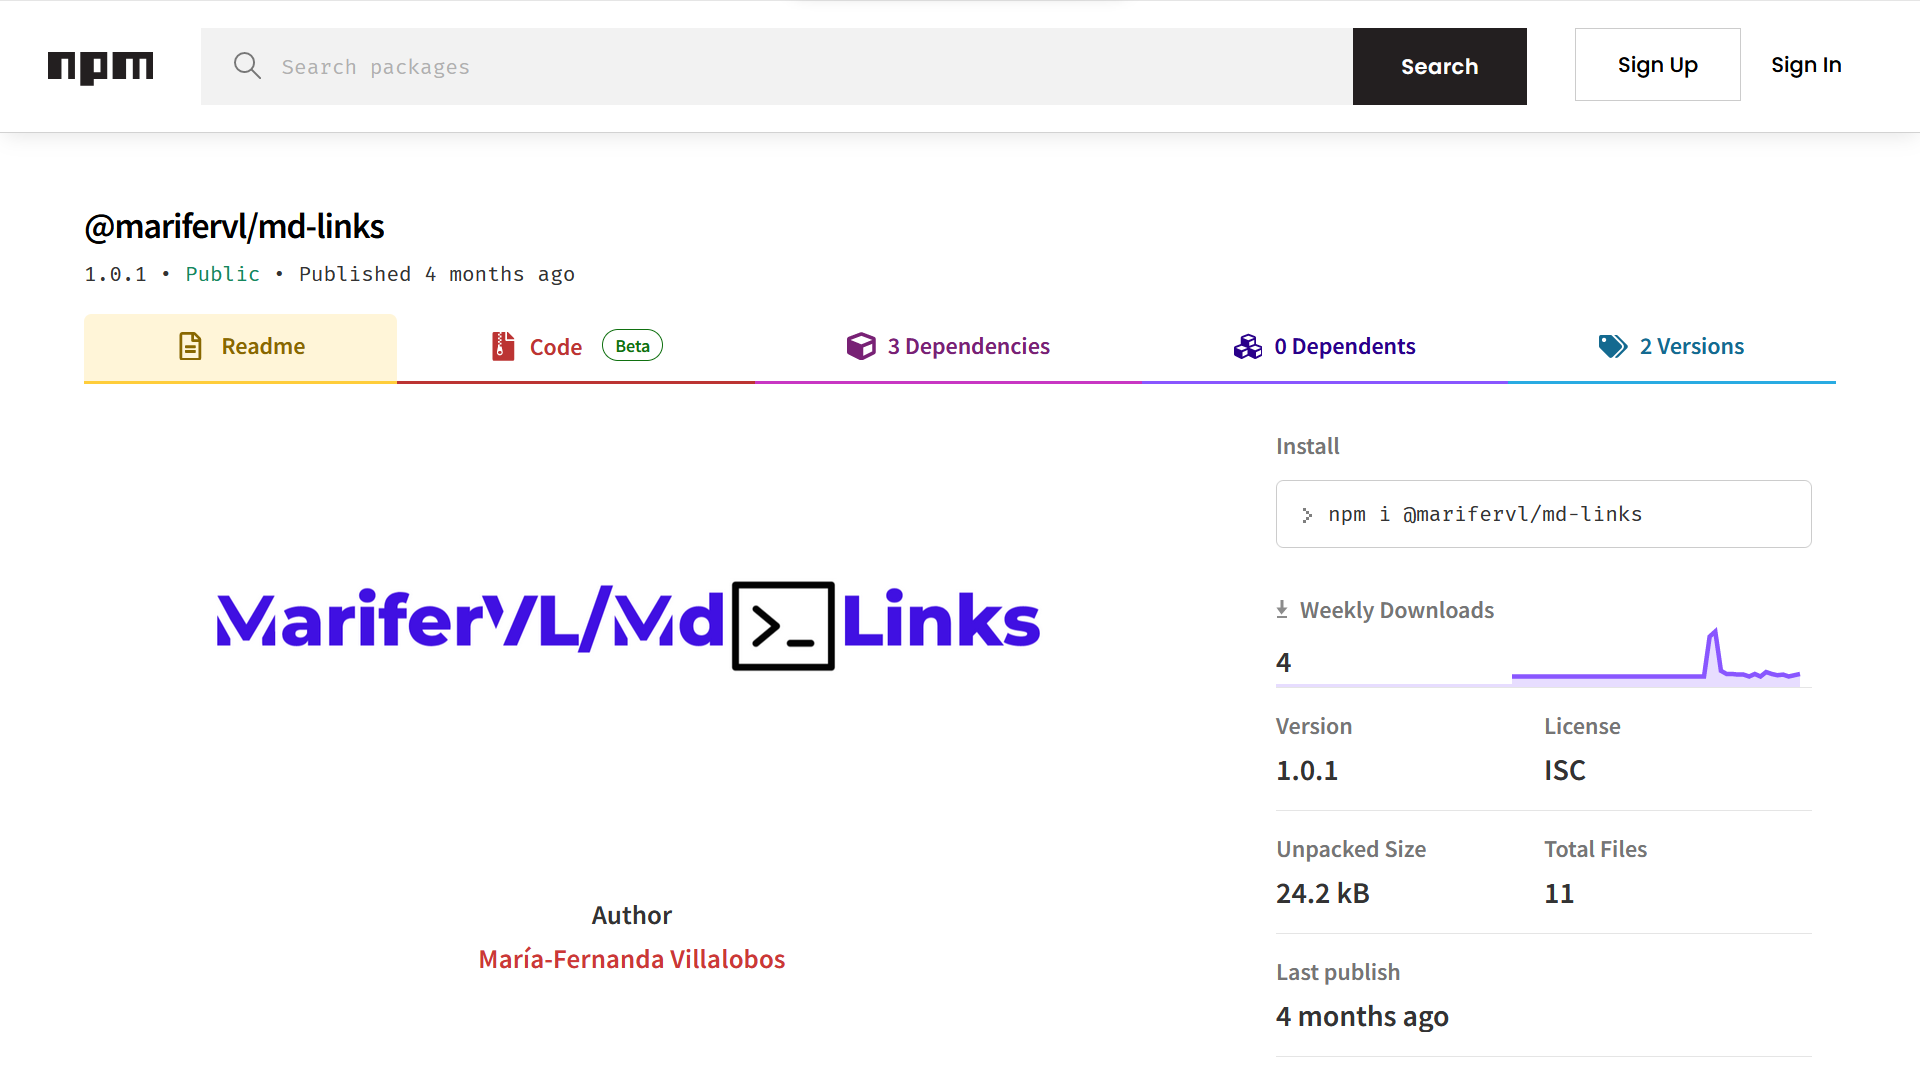 npm
Search packages
Search
Sign Up
Sign In
@marifervl/md-links
1.0.1 • Public • Published 4 months ago
Readme
Code Beta
3 Dependencies
0 Dependents
2 Versions
MariferVL/Md>_Links
Author
María-Fernanda Villalobos
Install
> npm i @marifervl/md-links
Weekly Downloads
4
Version
1.0.1
License
ISC
Unpacked Size
24.2 kB
Total Files
11
Last publish
4 months ago